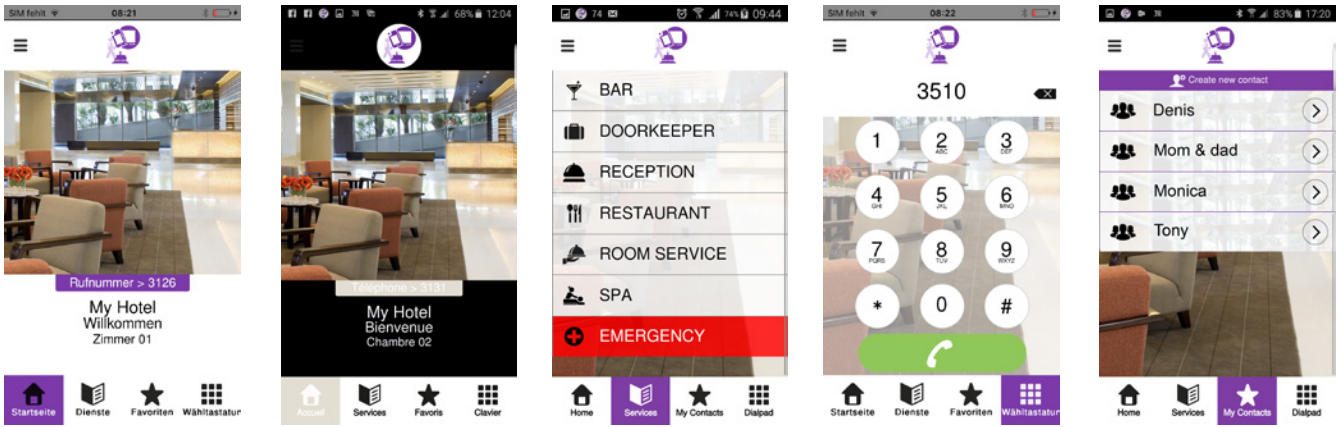 SIM fehlt 08:21
Rufnummer > 3126
My Hotel
Willkommen
Zimmer 01
Startseite Dienste Favoriten Wähltastatur
68% 12:04
Téléphone > 3131
My Hotel
Bienvenue
Chambre 02
Accueil Services Favoris Clavier
74 74% 09:44
BAR
DOORKEEPER
RECEPTION
RESTAURANT
ROOM SERVICE
SPA
EMERGENCY
Home Services My Contacts Dialpad
SIM fehlt 08:22
3510
1 2 3
ABC DEF
4 5 6
GHI JKL MNO
7 8 9
PQRS TUV WXYZ
* 0 #
Startseite Dienste Favoriten Wähltastatur
83% 17:20
Create new contact
Denis
Mom & dad
Monica
Tony
Home Services My Contacts Dialpad